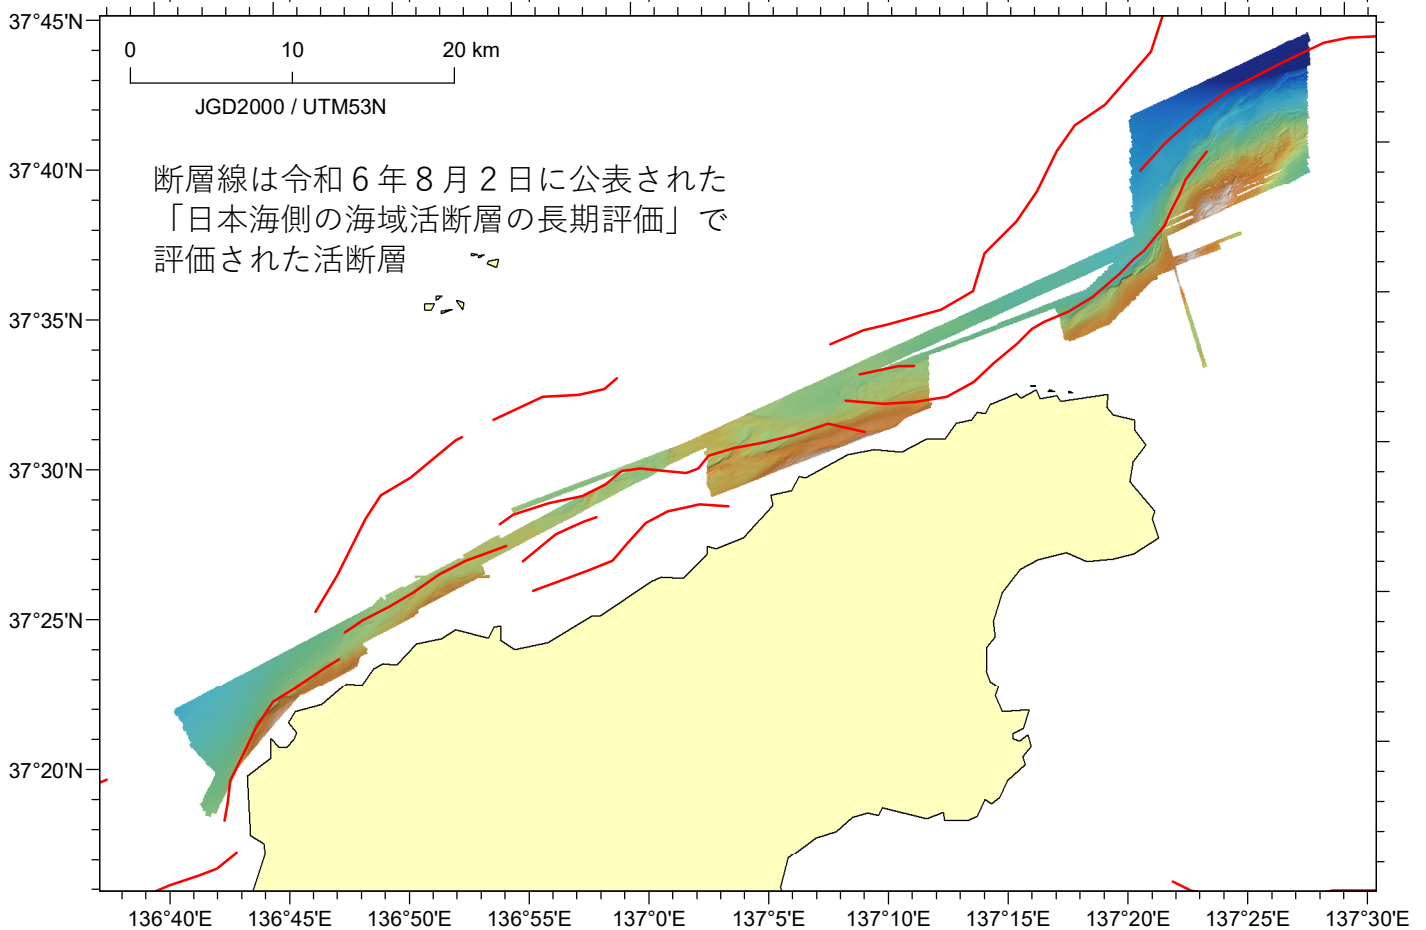 37°45'N
0 10 20 km
JGD2000 / UTM53N
断層線は令和６年８月２日に公表された
「日本海側の海域活断層の長期評価」で
評価された活断層
37°40'N
37°35'N
37°30'N
37°25'N
37°20'N
136°40'E 136°45'E 136°50'E 136°55'E 137°0'E 137°5'E 137°10'E 137°15'E 137°20'E 137°25'E 137°30'E